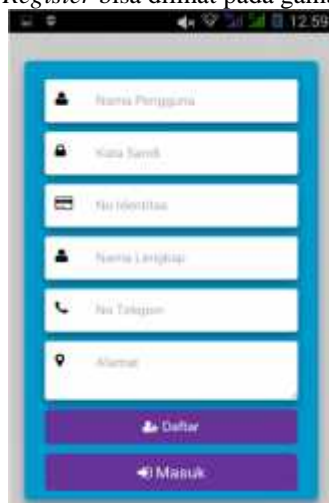 Register bisa dilihat pada gam
12.59
Nama Pengguna
Kata Sandi
No Identitas
Nama Lengkap
No Telepon
Alamat
Daftar
Masuk